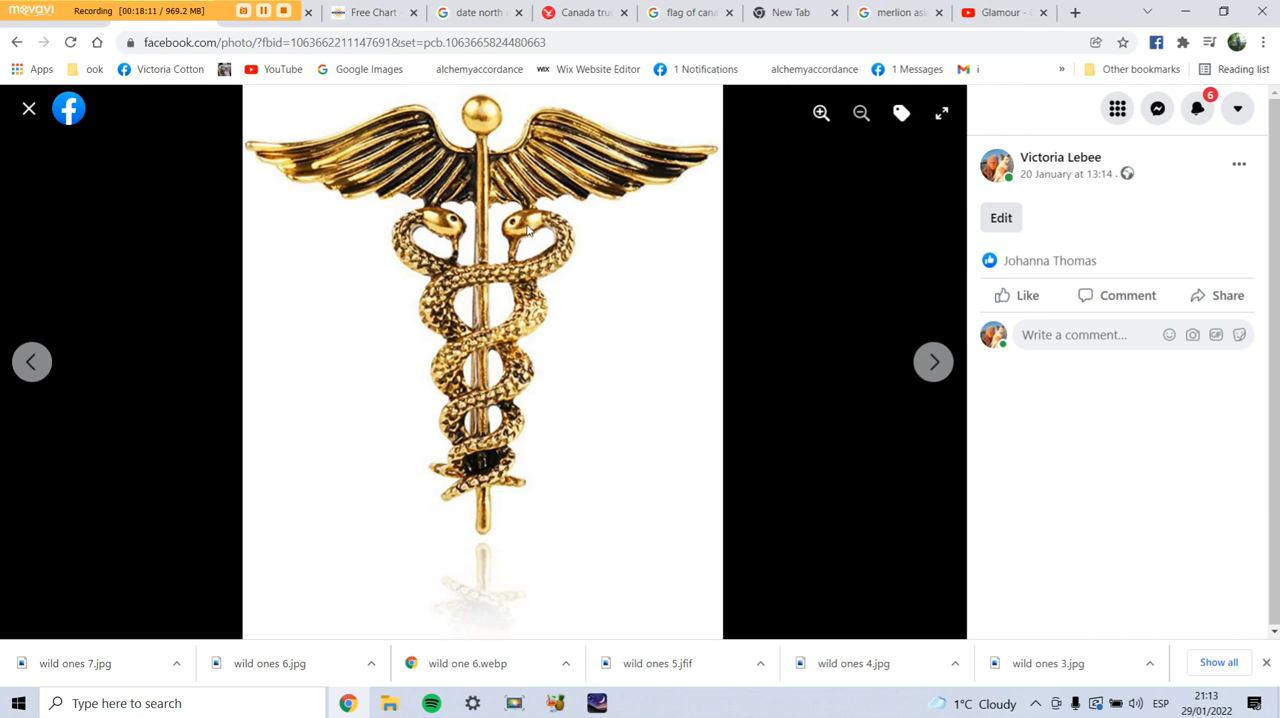 movavi Recording [00:18:11 / 969.2 MB]
Free Chart -
date north
Canada tru
flag of can
New Tab
merlion asi
Glamour -
facebook.com/photo/?fbid=1063662211147691&set=pcb.1063665824480663
Apps ook Victoria Cotton YouTube Google Images alchemyaccordance WIX Wix Website Editor 1 Notifications alchemyaccordance 1 Messages i » Other bookmarks Reading list
6
Victoria Lebee
20 January at 13:14 ·
Edit
Johanna Thomas
Like Comment Share
Write a comment...
GIF
wild ones 7.jpg wild ones 6.jpg wild one 6.webp wild ones 5.jfif wild ones 4.jpg wild ones 3.jpg Show all
Type here to search
1°C Cloudy ESP 21:13
29/01/2022